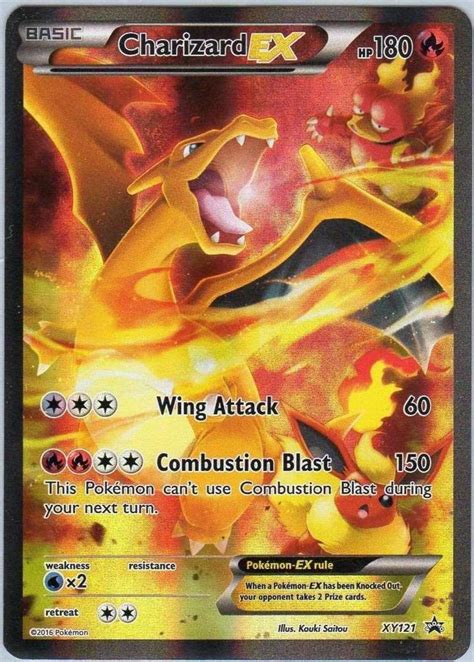 BASIC
Charizard EX
HP180
Wing Attack 60
Combustion Blast 150
This Pokémon can't use Combustion Blast during
your next turn.
weakness
×2
resistance
retreat
Pokémon-EX rule
When a Pokémon-EX has been Knocked Out,
your opponent takes 2 Prize cards.
©2016 Pokémon
Illus. Kouki Saitou
XY121